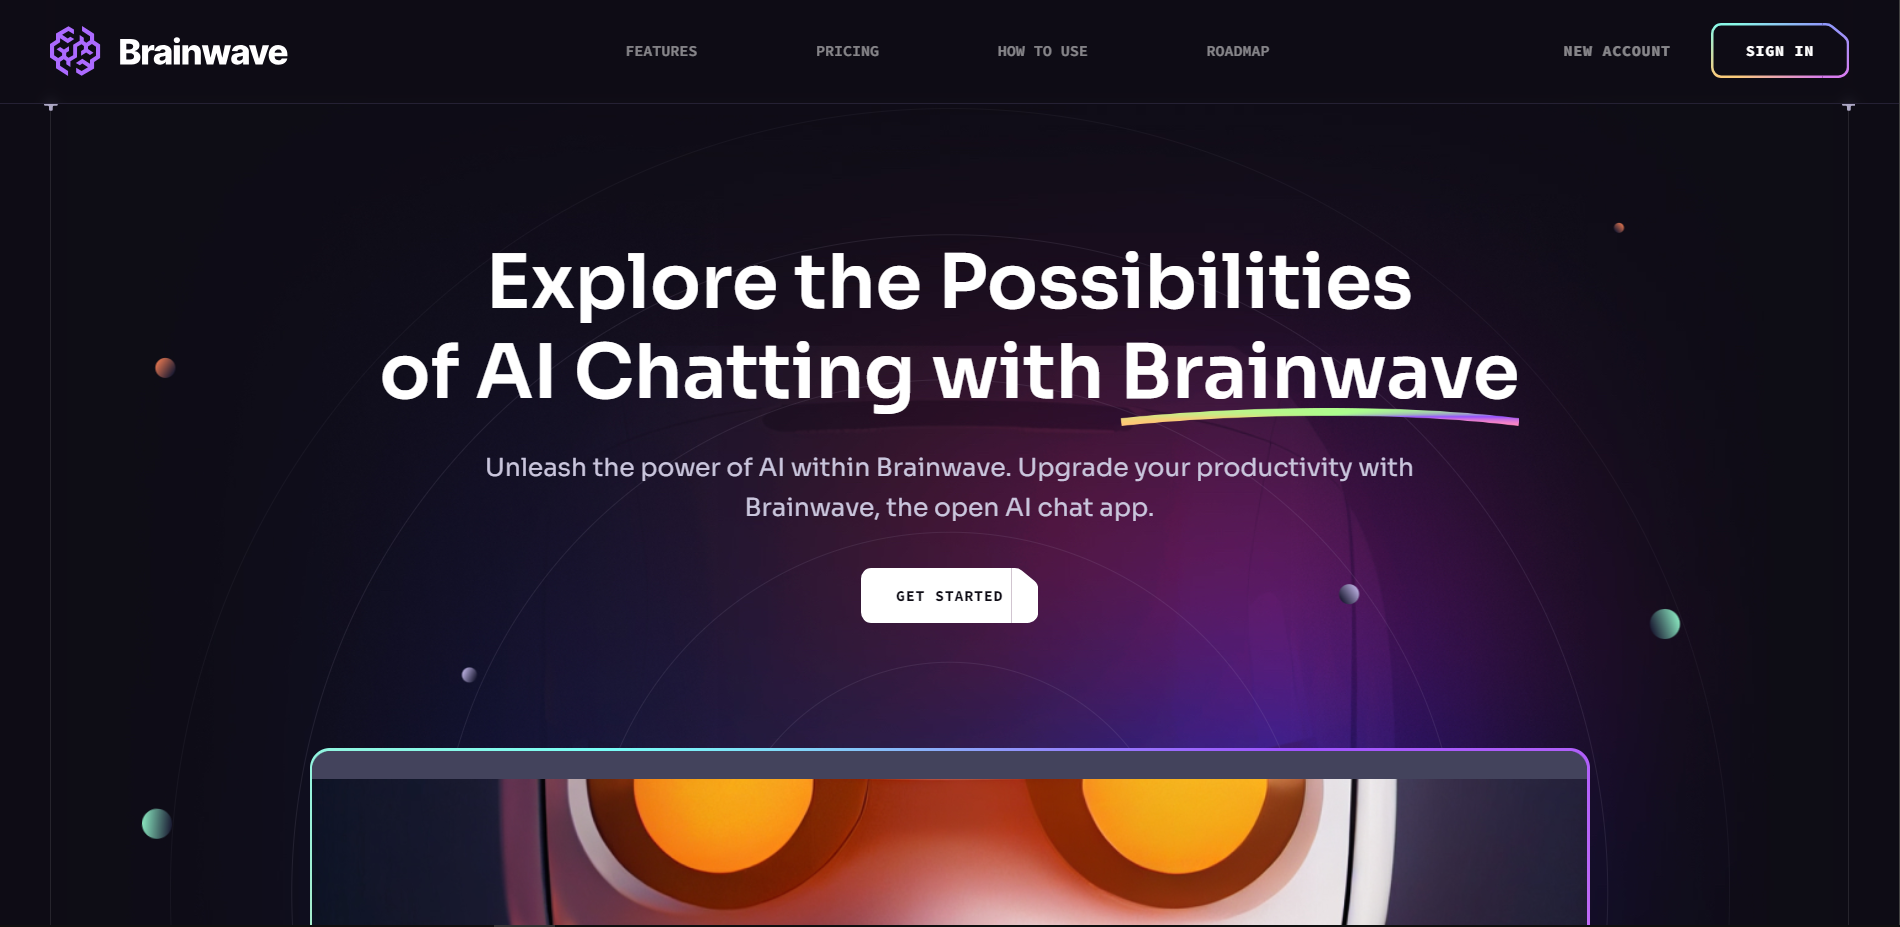 Brainwave
FEATURES
PRICING
HOW TO USE
ROADMAP
NEW ACCOUNT
SIGN IN
Explore the Possibilities
of AI Chatting with Brainwave
Unleash the power of AI within Brainwave. Upgrade your productivity with
Brainwave, the open AI chat app.
GET STARTED